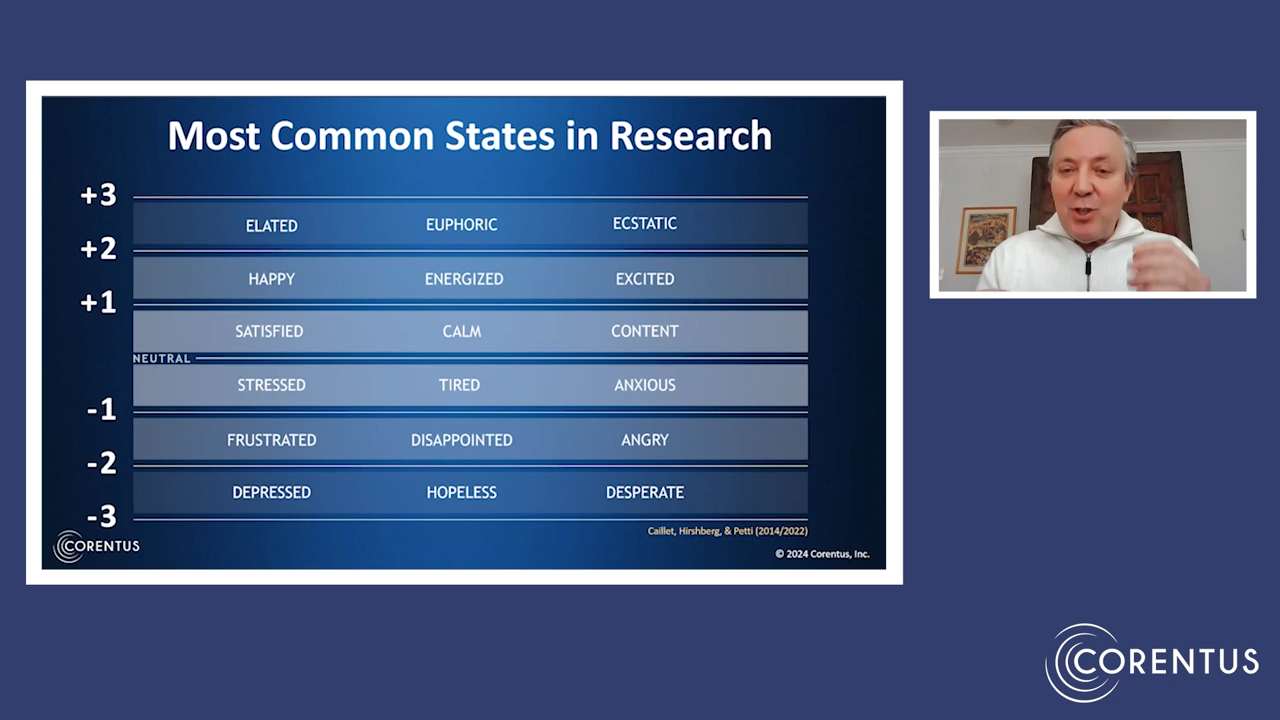 Most Common States in Research
+3
ELATED EUPHORIC ECSTATIC
+2
HAPPY ENERGIZED EXCITED
+1
SATISFIED CALM CONTENT
NEUTRAL
STRESSED TIRED ANXIOUS
-1
FRUSTRATED DISAPPOINTED ANGRY
-2
DEPRESSED HOPELESS DESPERATE
-3
Caillet, Hirshberg, & Petti (2014/2022)
CORENTUS
© 2024 Corentus, Inc.
CORENTUS